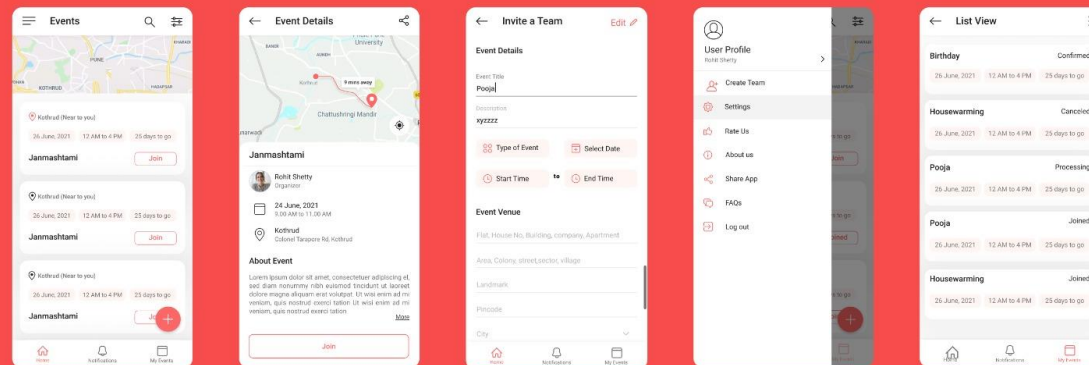 Events
PUNE
KOTHRUD
HADAPSAR
Kothrud (Near to you)
26 June, 2021 12 AM to 4 PM 25 days to go
Janmashtami Join
Kothrud (Near to you)
26 June, 2021 12 AM to 4 PM 25 days to go
Janmashtami Join
Kothrud (Near to you)
26 June, 2021 12 AM to 4 PM 25 days to go
Janmashtami
Home Notifications My Events
Event Details
University
BANER
AUNDH
Kothrud
9 mins away
Chattushringi Mandir
Janmashtami
Rohit Shetty
Organizer
24 June, 2021
9.00 AM to 11.00 AM
Kothrud
Colonel Tarapore Rd, Kothrud
About Event
Lorem ipsum dolor sit amet, consectetuer adipiscing elit,
sed diam nonummy nibh euismod tincidunt ut laoreet
dolore magna aliquam erat volutpat. Ut wisi enim ad mi
veniam, quis nostrud exerci tation Ut wisi enim ad mi
veniam, quis nostrud exerci tation
More
Join
Invite a Team Edit
Event Details
Event Title
Pooja
Description
xyzzzz
Type of Event Select Date
Start Time to End Time
Event Venue
Flat, House No, Building, company, Apartment
Area, Colony, street,sector, village
Landmark
Pincode
City
Home Notifications My Events
User Profile
Rohit Shetty
Create Team
Settings
Rate Us
About us
Share App
FAQs
Log out
List View
Birthday Confirmed
26 June, 2021 12 AM to 4 PM 25 days to go
Housewarming Canceled
26 June, 2021 12 AM to 4 PM 25 days to go
Pooja Processing
26 June, 2021 12 AM to 4 PM 25 days to go
Pooja Joined
26 June, 2021 12 AM to 4 PM 25 days to go
Housewarming Joined
26 June, 2021 12 AM to 4 PM 25 days to go
Home Notifications My Events